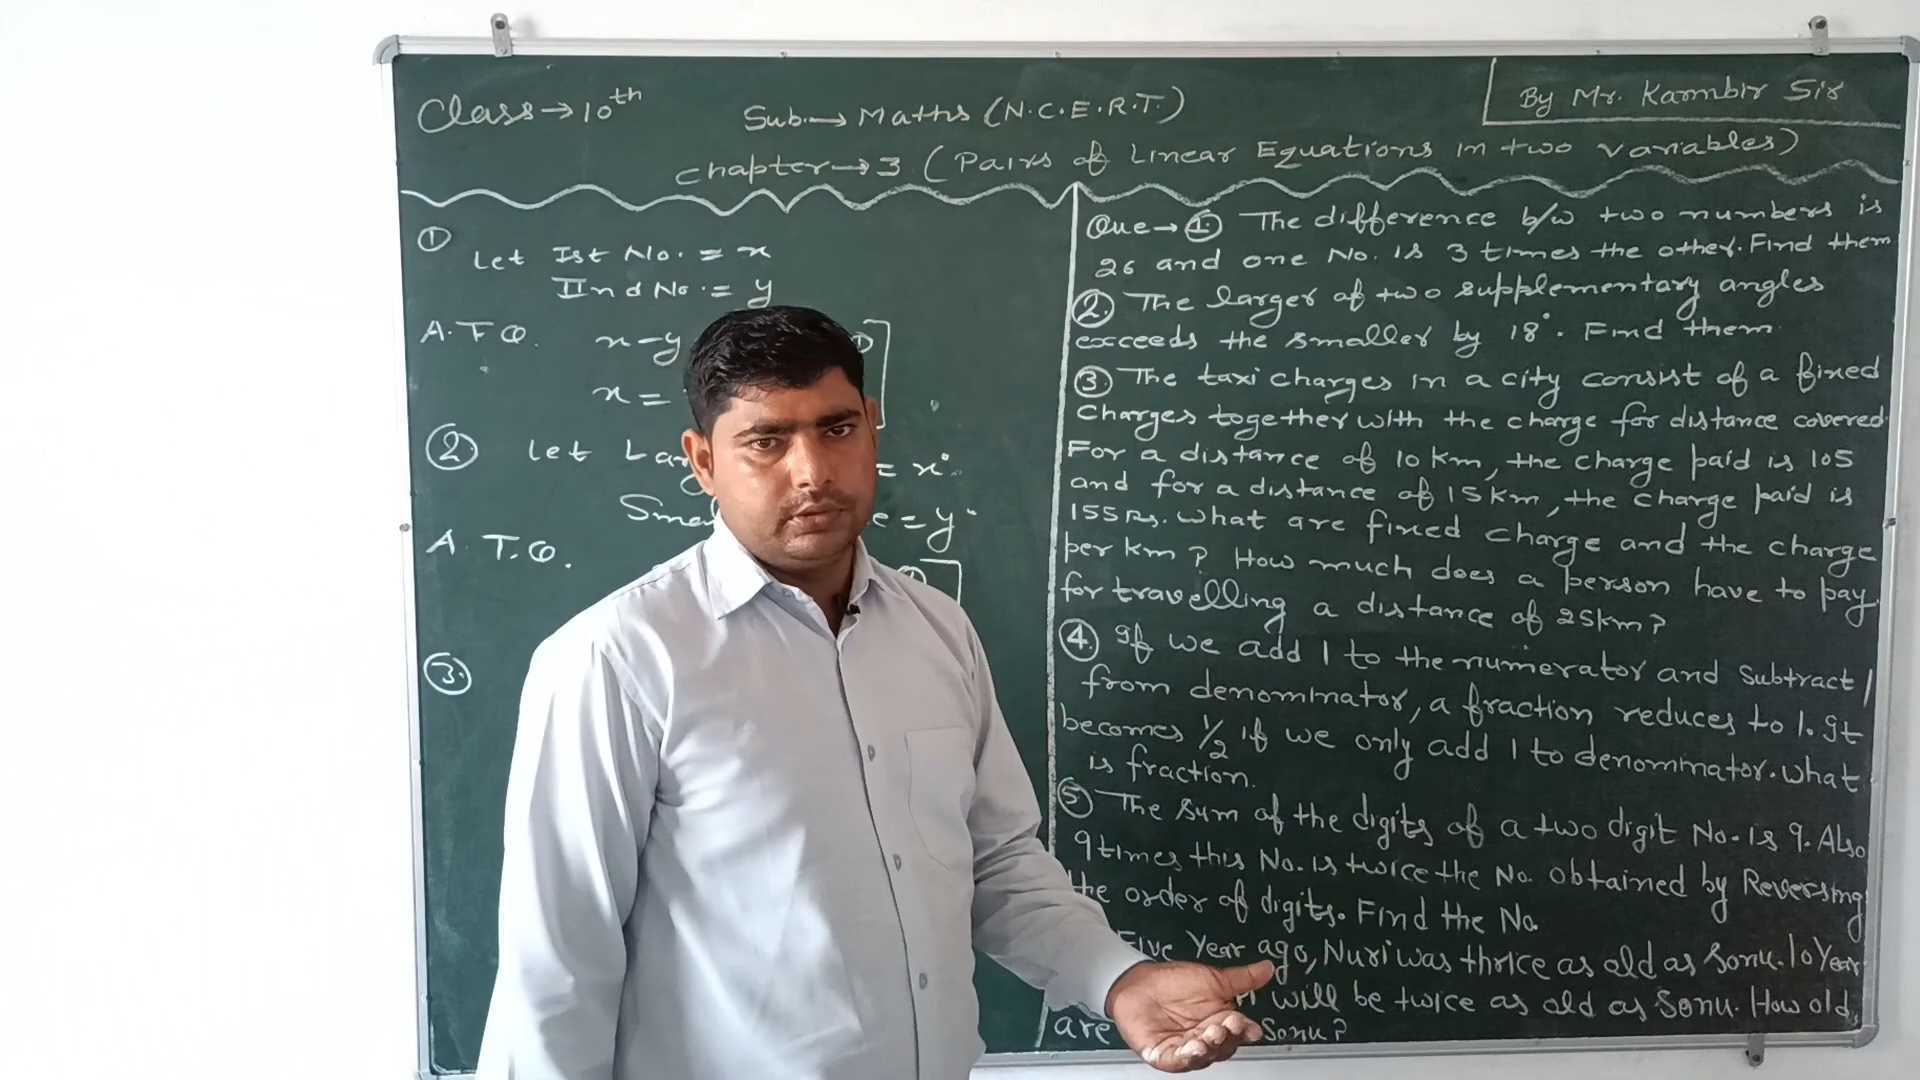 Class→10th
Sub.→ Maths (N.C.E.R.T.)
By Mr. Karmbir Sir
Chapter→3 (Pairs of Linear Equations in two variables)
①
Let Ist No. = x
IInd No. = y
A.T.Q. x-y
x =
② Let = x°
= y°
A.T.Q.
③
Que→① The difference b/w two numbers is
26 and one No. is 3 times the other. Find them
② The larger of two supplementary angles
exceeds the smaller by 18°. Find them.
③ The taxi charges in a city consist of a fixed
charges together with the charge for distance covered.
For a distance of 10 Km, the charge paid is 105
and for a distance of 15 Km, the charge paid is
155 Rs. What are fixed charge and the charge
per Km? How much does a person have to pay
for travelling a distance of 25 Km?
④ If we add 1 to the numerator and subtract 1
from denominator, a fraction reduces to 1. It
becomes 1/2 if we only add 1 to denominator. What
is fraction.
⑤ The sum of the digits of a two digit No. is 9. Also
9 times this No. is twice the No. obtained by Reversing
the order of digits. Find the No.
Five Year ago, Nuri was thrice as old as Sonu. 10 Year
will be twice as old as Sonu. How old
are Sonu?